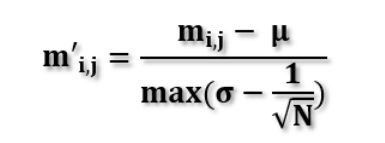 m′i,j = (mi,j − μ) / max(σ − 1/√N)